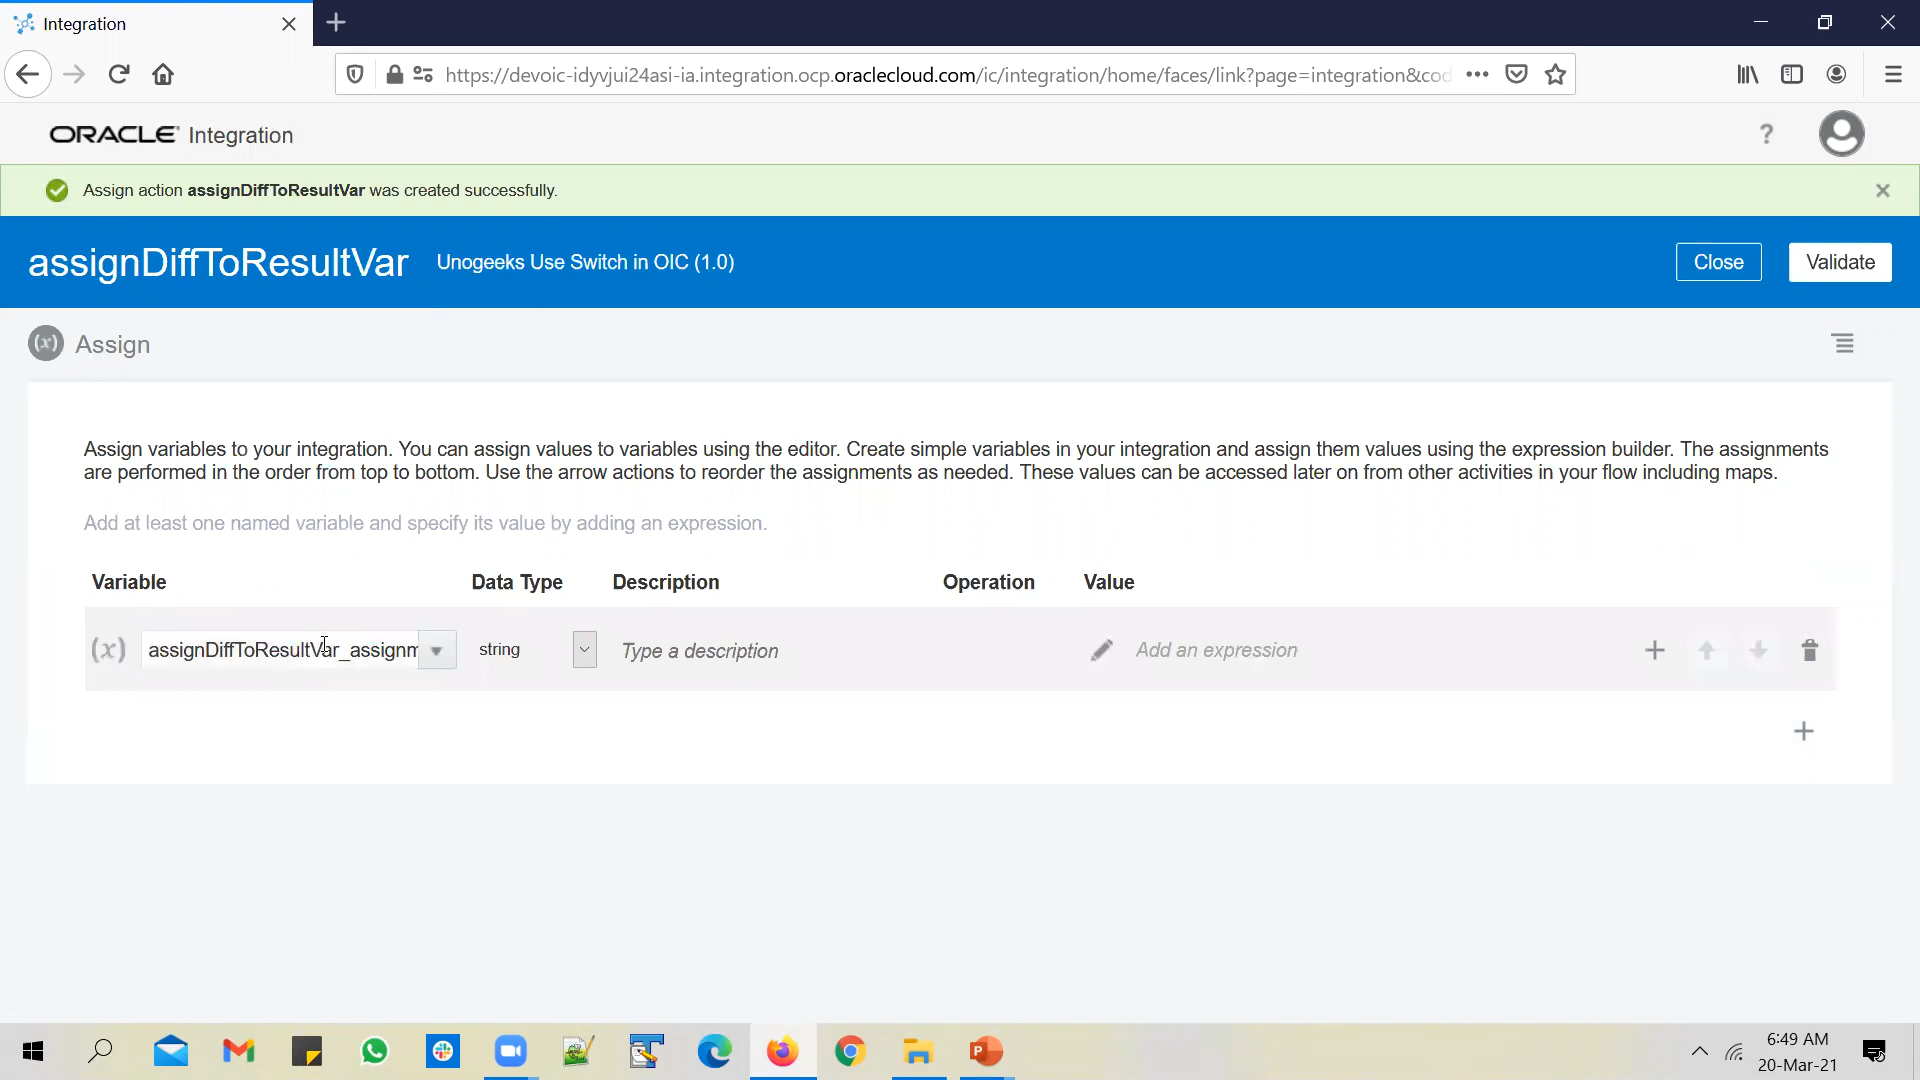 Integration
https://devoic-idyvjui24asi-ia.integration.ocp.oraclecloud.com/ic/integration/home/faces/link?page=integration&cod
ORACLE Integration
?
Assign action assignDiffToResultVar was created successfully.
assignDiffToResultVar Unogeeks Use Switch in OIC (1.0) Close Validate
(x) Assign
Assign variables to your integration. You can assign values to variables using the editor. Create simple variables in your integration and assign them values using the expression builder. The assignments
are performed in the order from top to bottom. Use the arrow actions to reorder the assignments as needed. These values can be accessed later on from other activities in your flow including maps.
Add at least one named variable and specify its value by adding an expression.
Variable Data Type Description Operation Value
(x) assignDiffToResultVar_assignm string Type a description Add an expression
6:49 AM
20-Mar-21